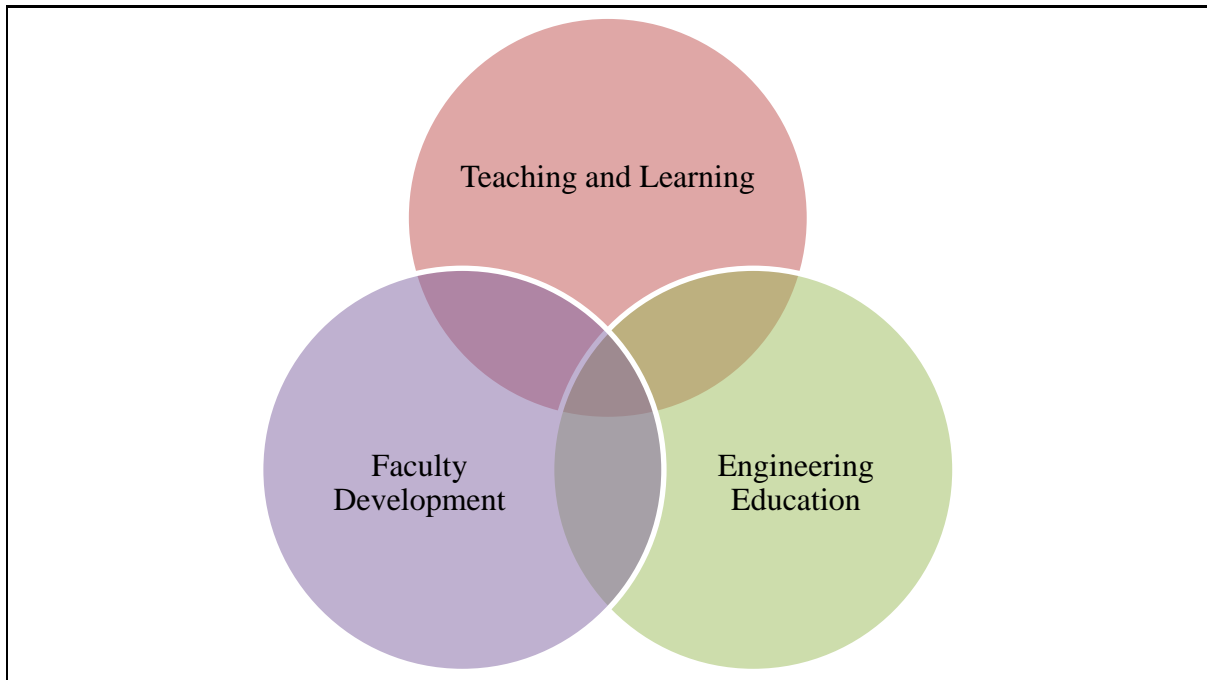 Teaching and Learning
Faculty
Development
Engineering
Education